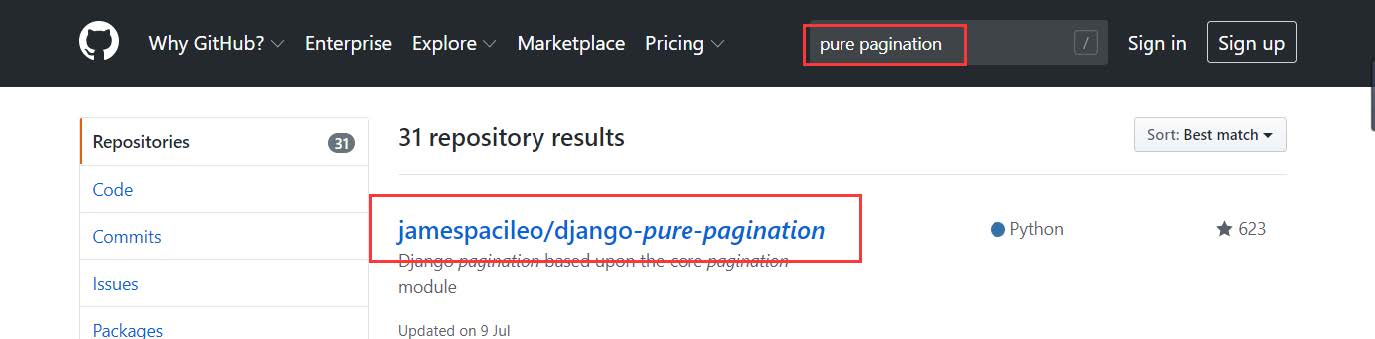 Why GitHub? Enterprise Explore Marketplace Pricing pure pagination / Sign in Sign up
Repositories 31
Code
Commits
Issues
Packages
31 repository results
Sort: Best match
jamespacileo/django-pure-pagination
Python
623
Django pagination based upon the core pagination
module
Updated on 9 Jul